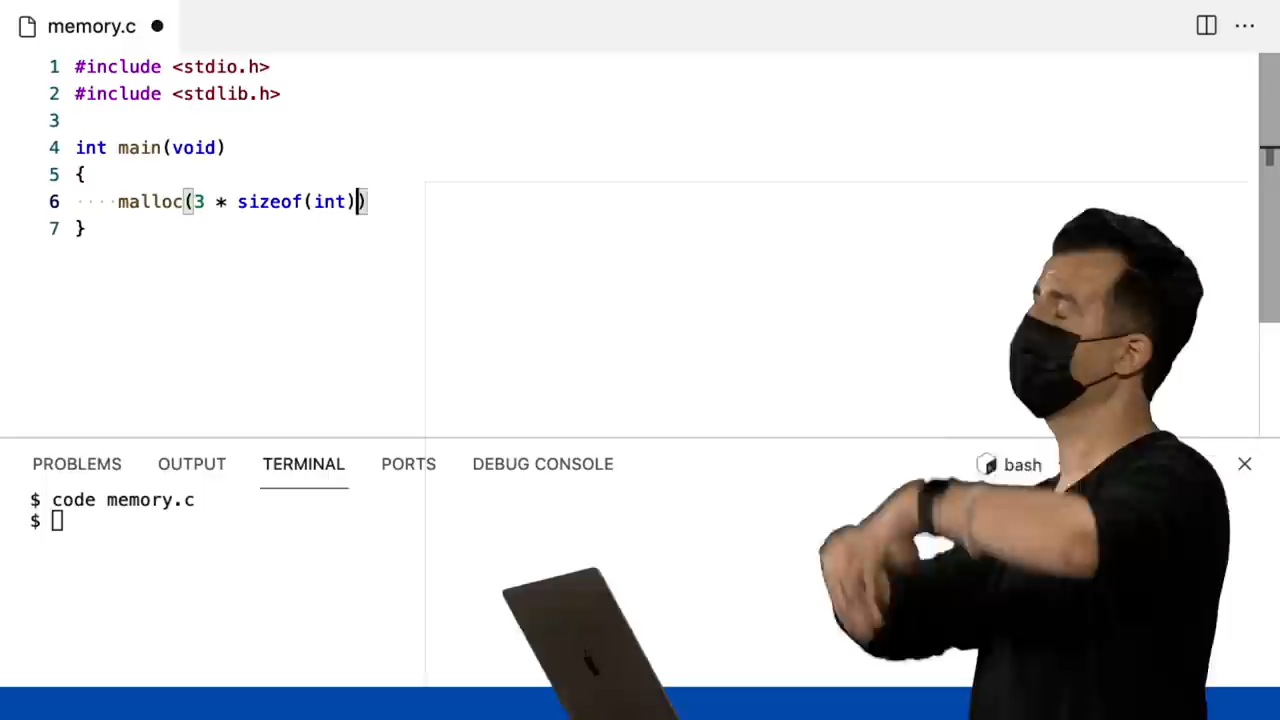 memory.c
1 #include <stdio.h>
2 #include <stdlib.h>
3
4 int main(void)
5 {
6 ····malloc(3 * sizeof(int))
7 }
PROBLEMS OUTPUT TERMINAL PORTS DEBUG CONSOLE bash
$ code memory.c
$